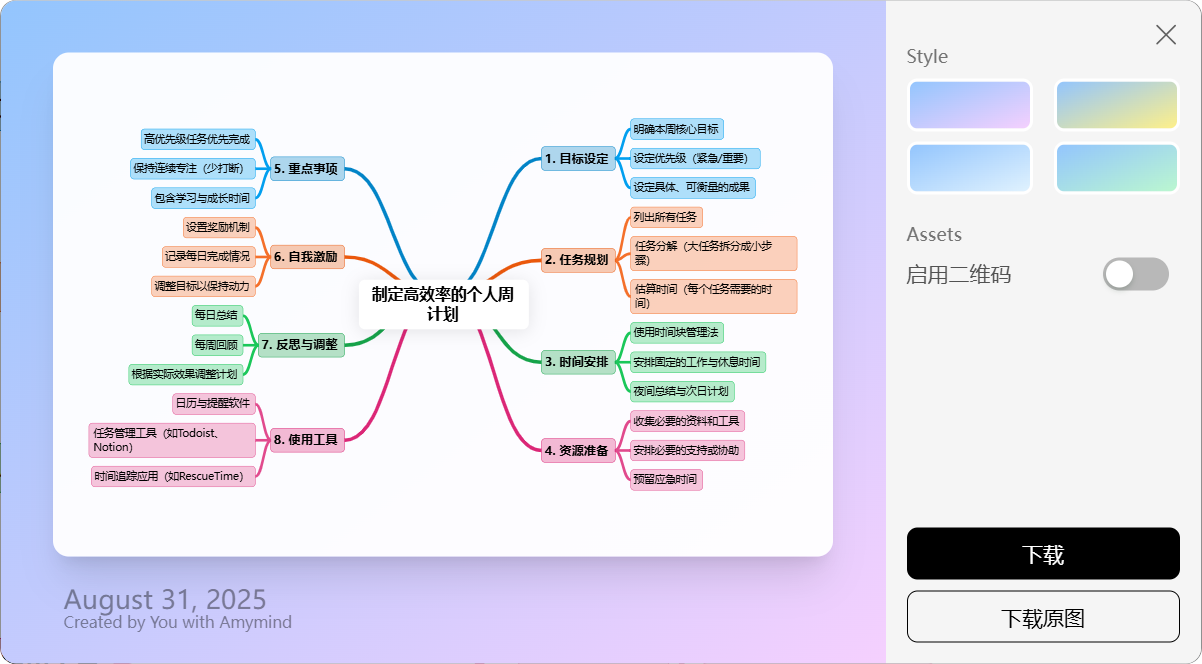 制定高效率的个人周
计划
1. 目标设定
明确本周核心目标
设定优先级（紧急/重要）
设定具体、可衡量的成果
2. 任务规划
列出所有任务
任务分解（大任务拆分成小步
骤）
估算时间（每个任务需要的时
间）
3. 时间安排
使用时间块管理法
安排固定的工作与休息时间
夜间总结与次日计划
4. 资源准备
收集必要的资料和工具
安排必要的支持或协助
预留应急时间
5. 重点事项
高优先级任务优先完成
保持连续专注（少打断）
包含学习与成长时间
6. 自我激励
设置奖励机制
记录每日完成情况
调整目标以保持动力
7. 反思与调整
每日总结
每周回顾
根据实际效果调整计划
8. 使用工具
日历与提醒软件
任务管理工具（如Todoist、
Notion）
时间追踪应用（如RescueTime）
August 31, 2025
Created by You with Amymind
Style
Assets
启用二维码
下载
下载原图